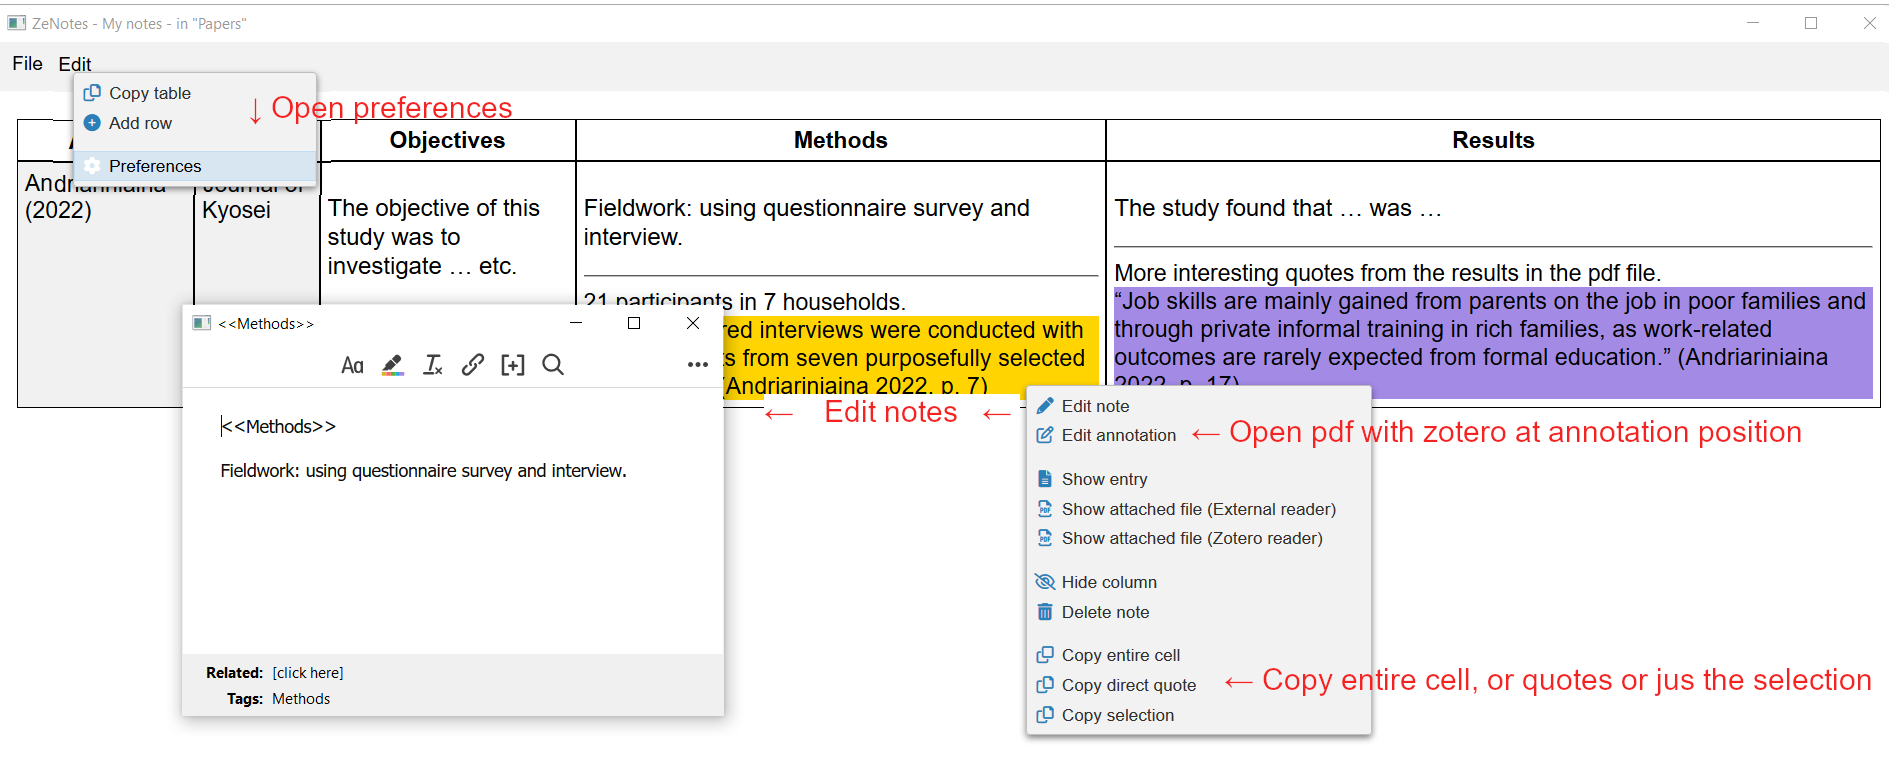 ZeNotes - My notes - in "Papers"
File Edit
Copy table
Add row
Preferences
↓ Open preferences
Objectives Methods Results
Andriariniaina
(2022)
Journal of
Kyosei
The objective of this
study was to
investigate … etc.
Fieldwork: using questionnaire survey and
interview.
21 participants in 7 households.
red interviews were conducted with
s from seven purposefully selected
(Andriariniaina 2022, p. 7)
The study found that … was …
More interesting quotes from the results in the pdf file.
“Job skills are mainly gained from parents on the job in poor families and
through private informal training in rich families, as work-related
outcomes are rarely expected from formal education.” (Andriariniaina
2022, p. 17)
<<Methods>>
Aa
<<Methods>>
Fieldwork: using questionnaire survey and interview.
Related: [click here]
Tags: Methods
← Edit notes ←
Edit note
Edit annotation
← Open pdf with zotero at annotation position
Show entry
Show attached file (External reader)
Show attached file (Zotero reader)
Hide column
Delete note
Copy entire cell
Copy direct quote
Copy selection
← Copy entire cell, or quotes or jus the selection